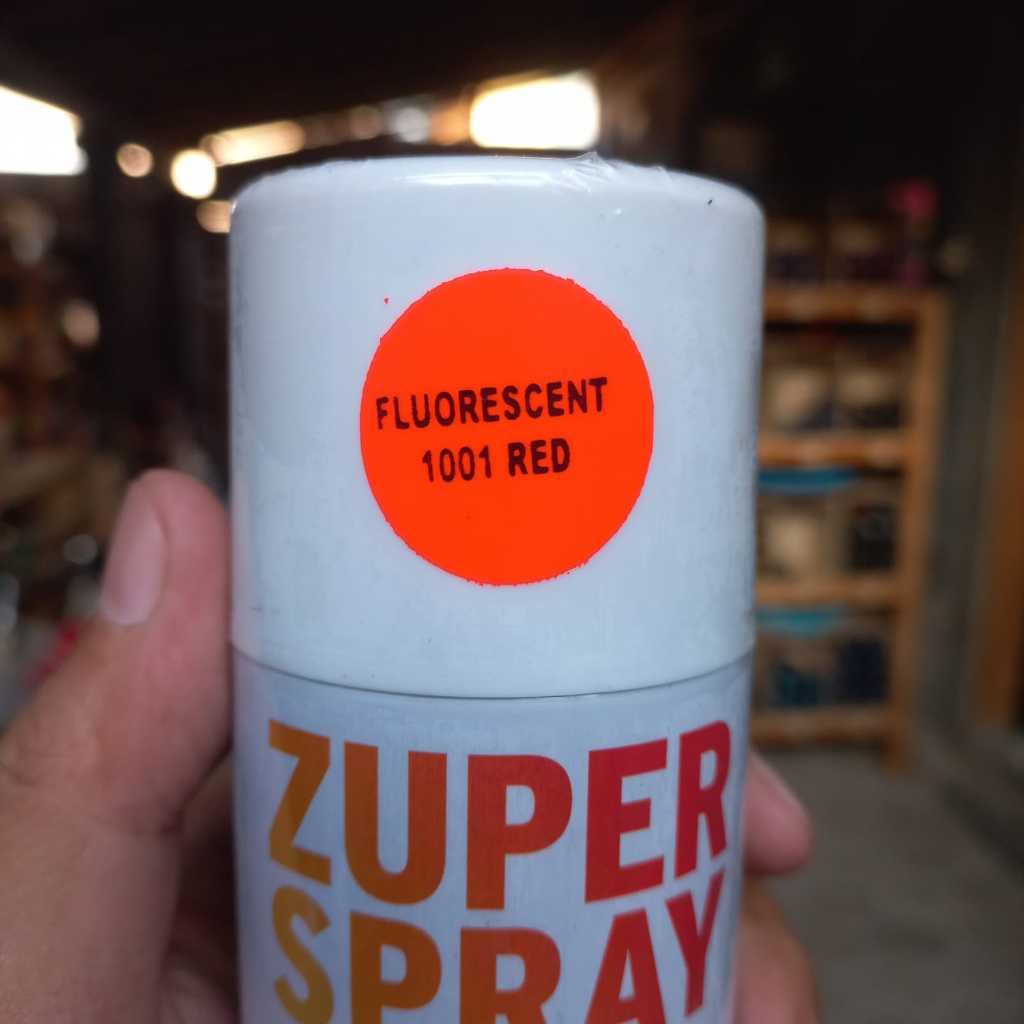 FLUORESCENT
1001 RED
ZUPER
SPRAY